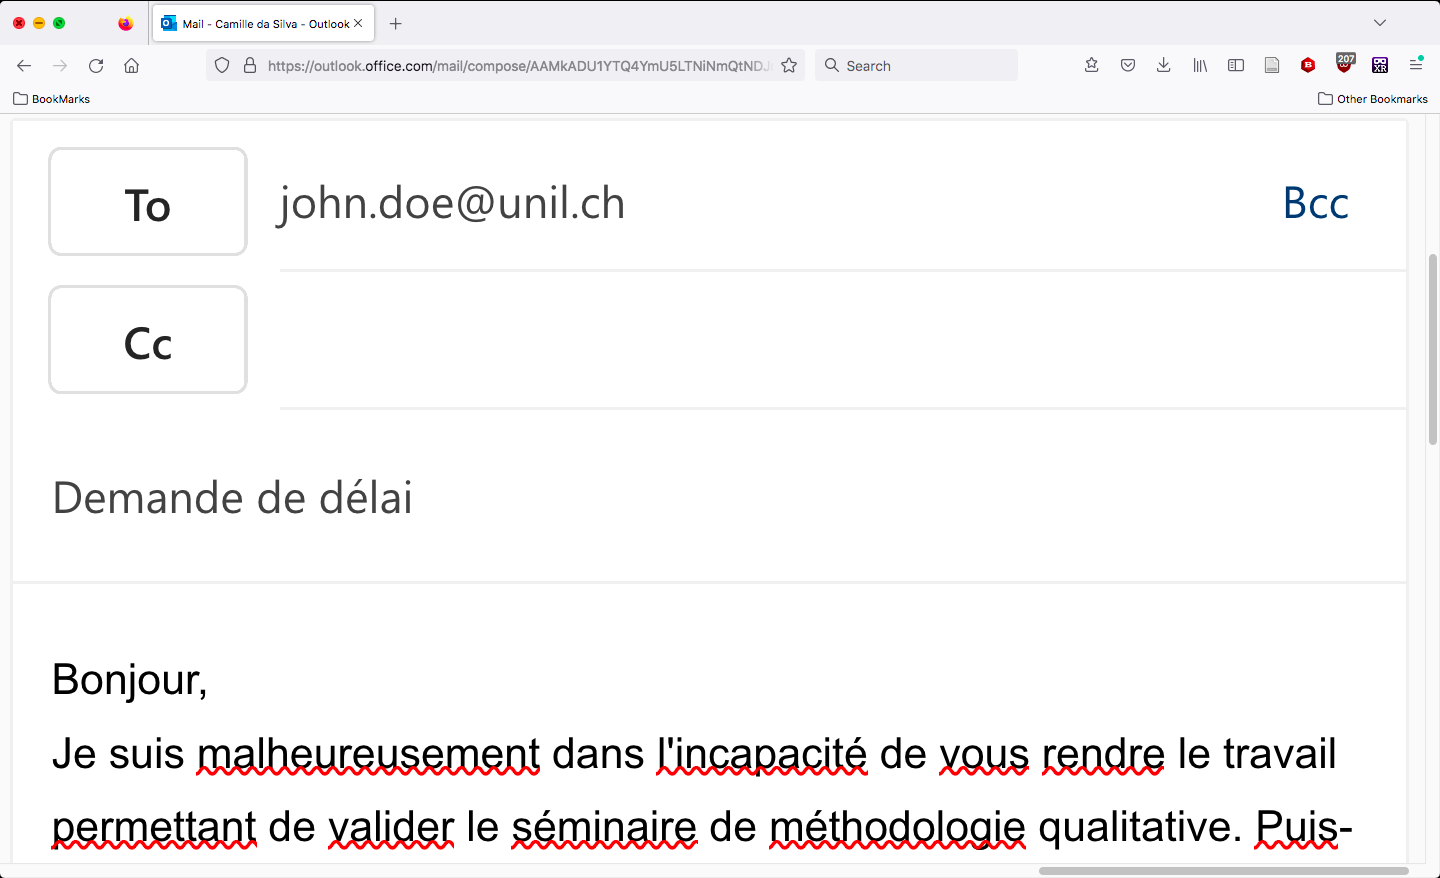 Mail - Camille da Silva - Outlook
https://outlook.office.com/mail/compose/AAMkADU1YTQ4YmU5LTNiNmQtNDJ
Search
207
XR
BookMarks
Other Bookmarks
To
john.doe@unil.ch
Bcc
Cc
Demande de délai
Bonjour,
Je suis malheureusement dans l'incapacité de vous rendre le travail
permettant de valider le séminaire de méthodologie qualitative. Puis-